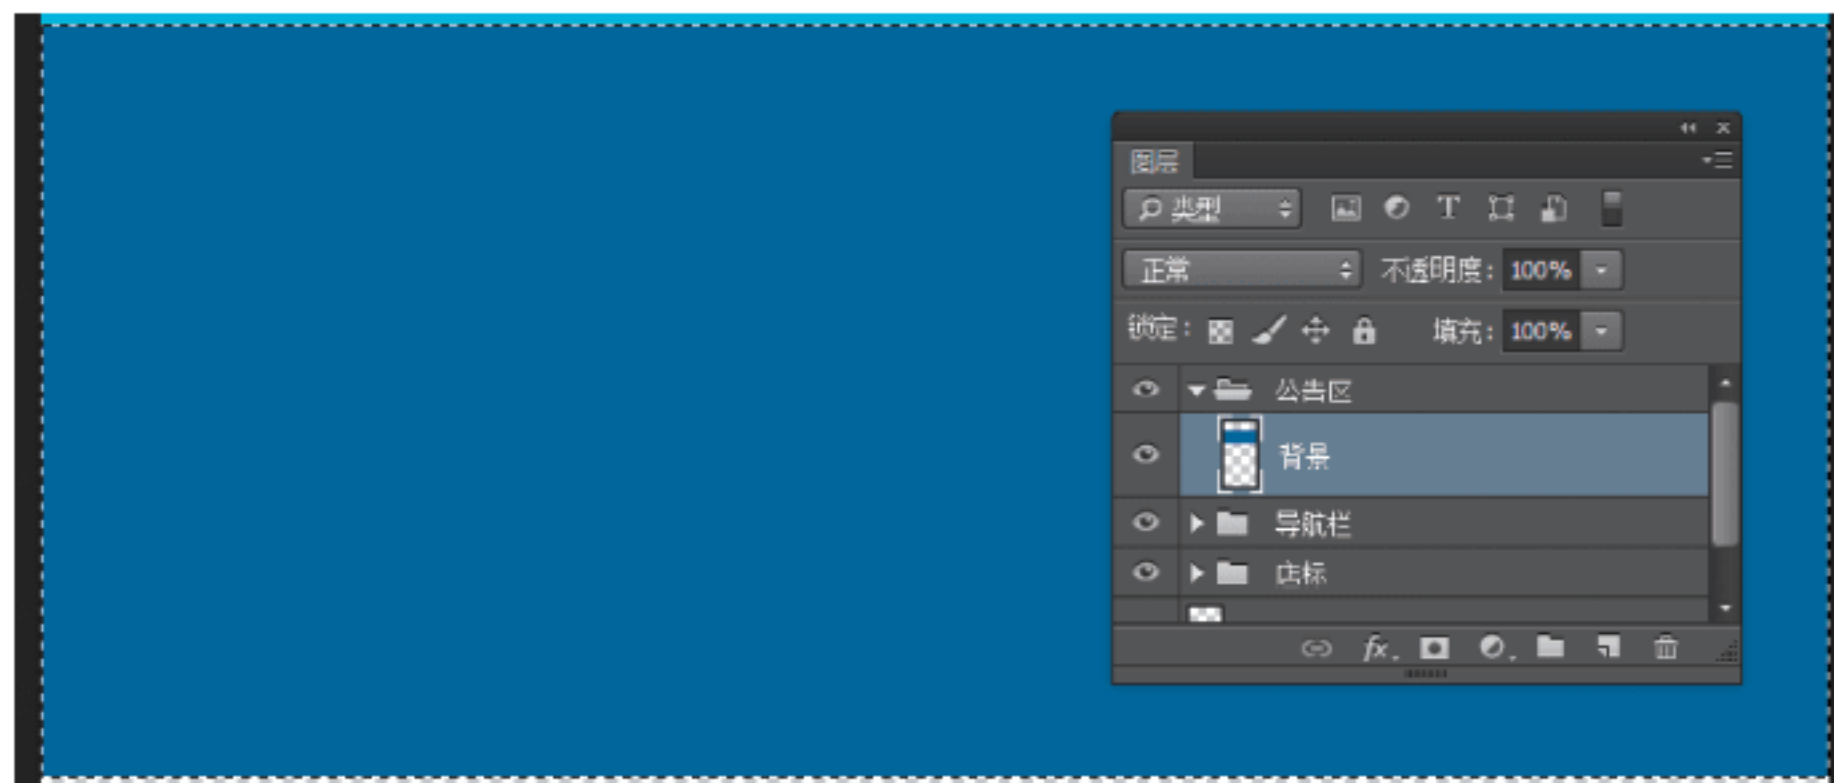 图层
类型
正常 不透明度: 100%
锁定: 填充: 100%
公告区
背景
导航栏
店标
fx.